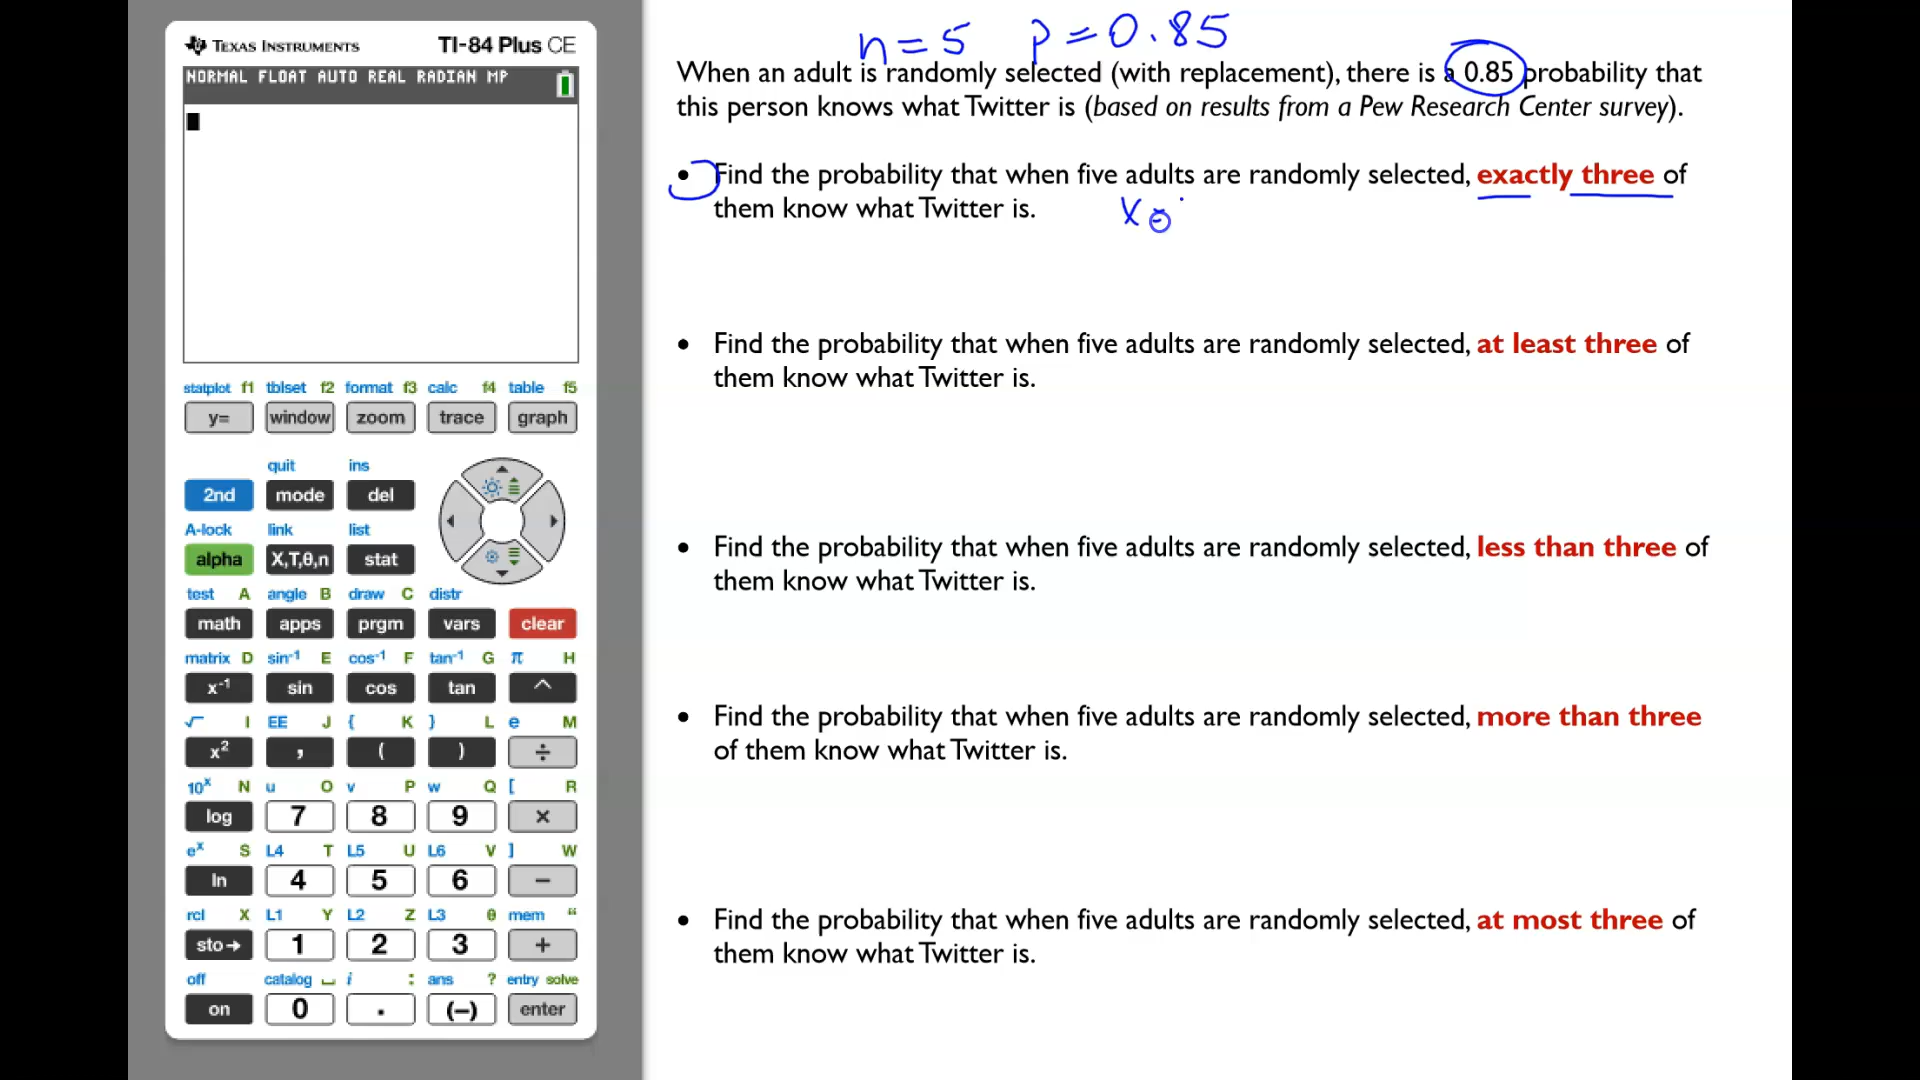 TEXAS INSTRUMENTS TI-84 Plus CE
NORMAL FLOAT AUTO REAL RADIAN MP
statplot f1 tblset f2 format f3 calc f4 table f5
y= window zoom trace graph
quit ins
2nd mode del
A-lock link list
alpha X,T,θ,n stat
test A angle B draw C distr
math apps prgm vars clear
matrix D sin⁻¹ E cos⁻¹ F tan⁻¹ G π H
x⁻¹ sin cos tan ^
√ I EE J { K } L e M
x² , ( ) ÷
10ˣ N u O v P w Q [ R
log 7 8 9 ×
eˣ S L4 T L5 U L6 V ] W
ln 4 5 6 −
rcl X L1 Y L2 Z L3 θ mem “
sto→ 1 2 3 +
off catalog ⎵ i : ans ? entry solve
on 0 . (−) enter
n=5 p=0.85
When an adult is randomly selected (with replacement), there is a 0.85 probability that
this person knows what Twitter is (based on results from a Pew Research Center survey).
• Find the probability that when five adults are randomly selected, exactly three of
them know what Twitter is.
x =
• Find the probability that when five adults are randomly selected, at least three of
them know what Twitter is.
• Find the probability that when five adults are randomly selected, less than three of
them know what Twitter is.
• Find the probability that when five adults are randomly selected, more than three
of them know what Twitter is.
• Find the probability that when five adults are randomly selected, at most three of
them know what Twitter is.